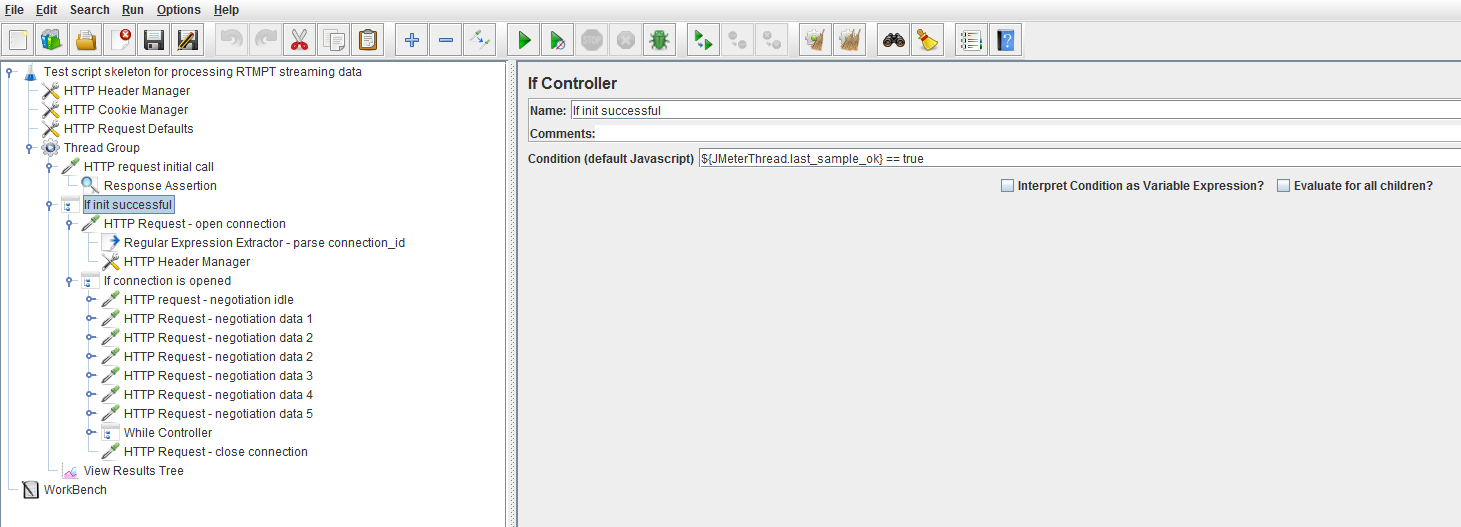 File Edit Search Run Options Help
STOP
Test script skeleton for processing RTMPT streaming data
HTTP Header Manager
HTTP Cookie Manager
HTTP Request Defaults
Thread Group
HTTP request initial call
Response Assertion
If init successful
HTTP Request - open connection
Regular Expression Extractor - parse connection_id
HTTP Header Manager
If connection is opened
HTTP request - negotiation idle
HTTP Request - negotiation data 1
HTTP Request - negotiation data 2
HTTP Request - negotiation data 2
HTTP Request - negotiation data 3
HTTP Request - negotiation data 4
HTTP Request - negotiation data 5
While Controller
HTTP Request - close connection
View Results Tree
WorkBench
If Controller
Name: If init successful
Comments:
Condition (default Javascript) ${JMeterThread.last_sample_ok} == true
Interpret Condition as Variable Expression? Evaluate for all children?